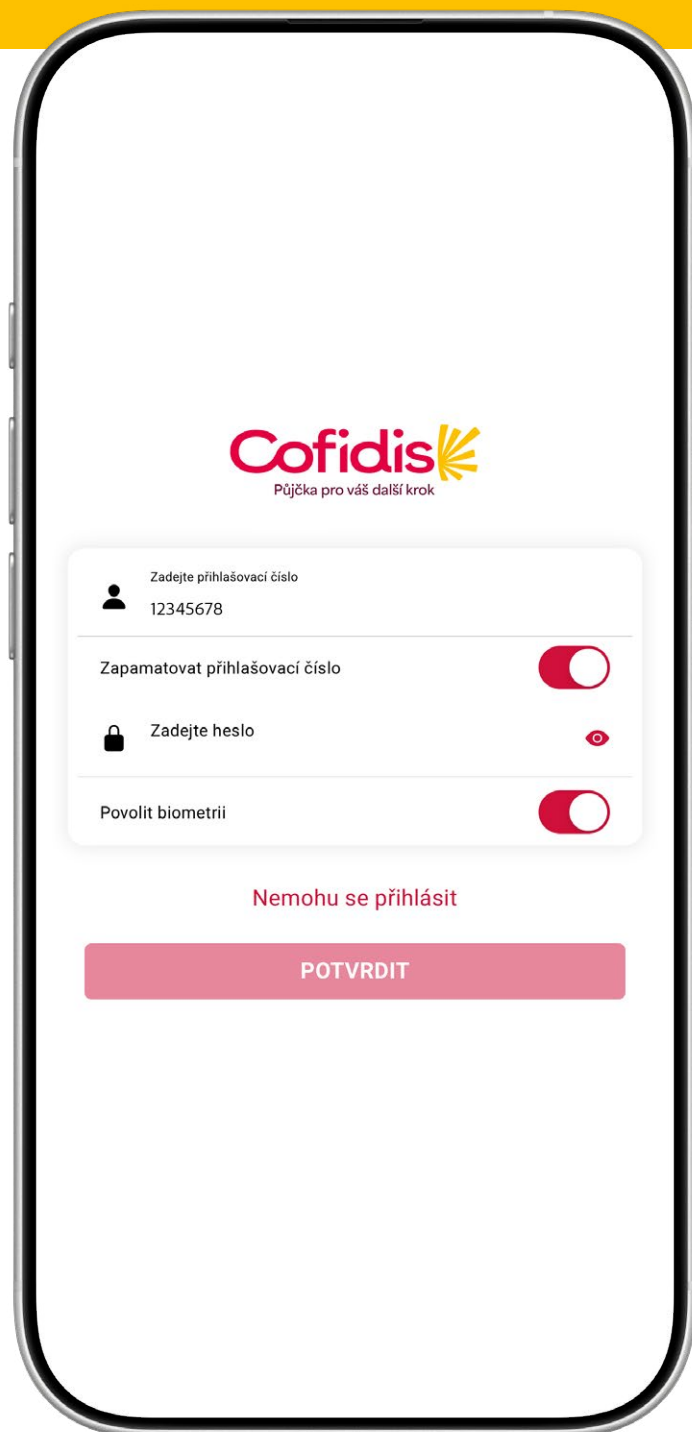 Cofidis
Půjčka pro váš další krok
Zadejte přihlašovací číslo
12345678
Zapamatovat přihlašovací číslo
Zadejte heslo
Povolit biometrii
Nemohu se přihlásit
POTVRDIT